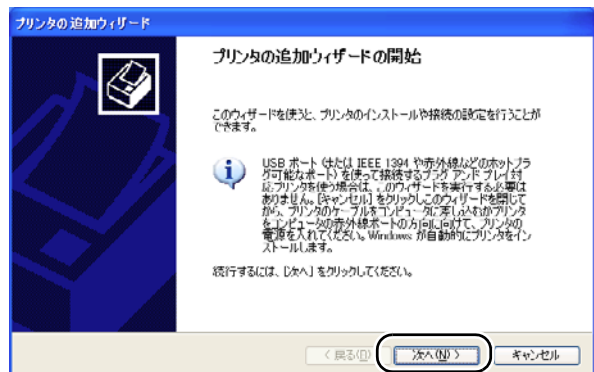 プリンタの追加ウィザード
プリンタの追加ウィザードの開始
このウィザードを使うと、プリンタのインストールや接続の設定を行うことが
できます。
USB ポート (または IEEE 1394 や赤外線などのホットプラ
グ可能なポート) を使って接続するプラグ アンド プレイ対
応プリンタを使う場合は、このウィザードを実行する必要は
ありません。[キャンセル] をクリックしてこのウィザードを閉じて
から、プリンタのケーブルをコンピュータに差し込むかプリンタ
をコンピュータの赤外線ポートの方向に向けて、プリンタの
電源を入れてください。Windows が自動的にプリンタをイン
ストールします。
続行するには、[次へ] をクリックしてください。
< 戻る(B)
次へ(N) >
キャンセル